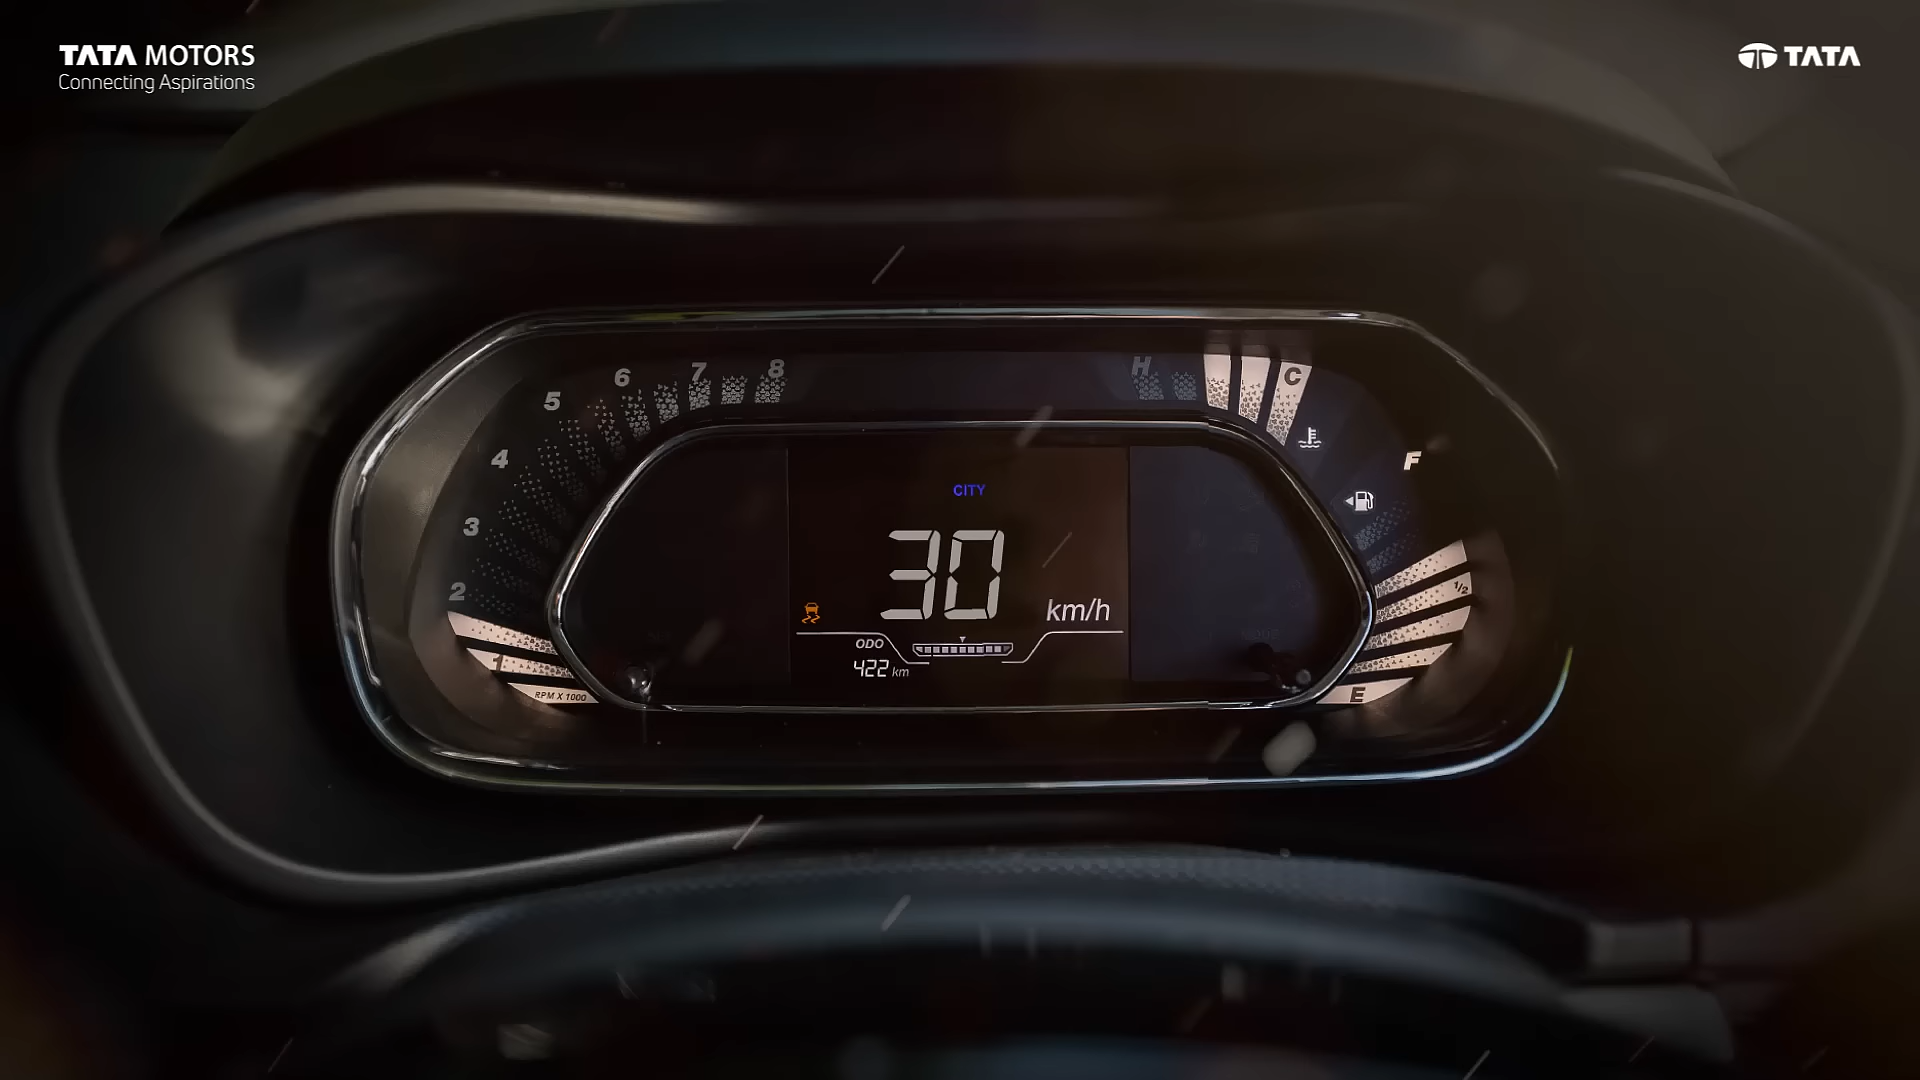 TATA MOTORS
Connecting Aspirations
TATA
8
7
6
5
4
3
2
1
RPM X 1000
H
C
F
1/2
E
CITY
30
km/h
ODO
422 km